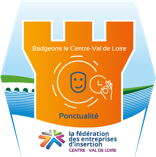 Badgeons le Centre-Val de Loire
Ponctualité
la fédération
des entreprises
d'insertion
CENTRE - VAL DE LOIRE